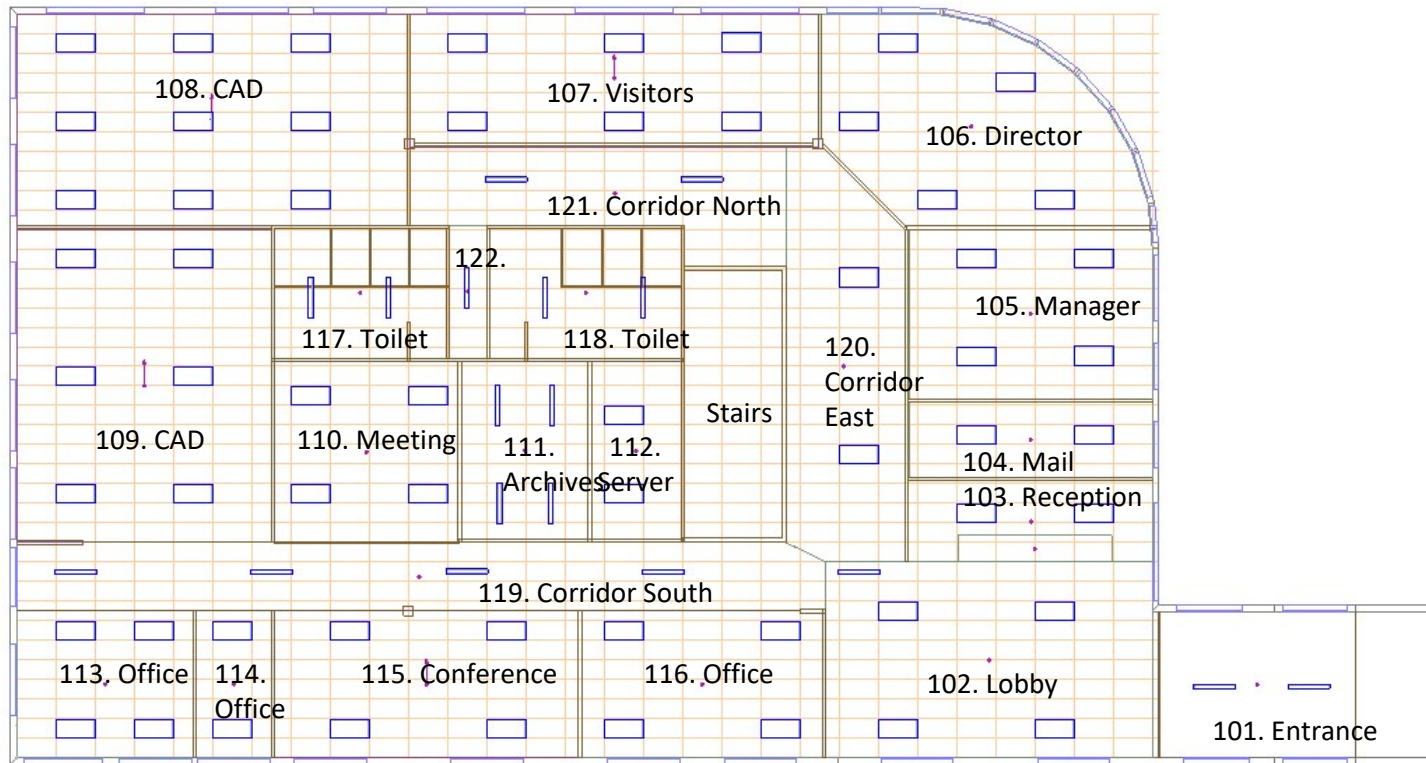 108. CAD
107. Visitors
106. Director
121. Corridor North
122.
105. Manager
117. Toilet
118. Toilet
120.
Corridor
East
Stairs
109. CAD
110. Meeting
111.
Archives
112.
Server
104. Mail
103. Reception
119. Corridor South
113. Office
114.
Office
115. Conference
116. Office
102. Lobby
101. Entrance